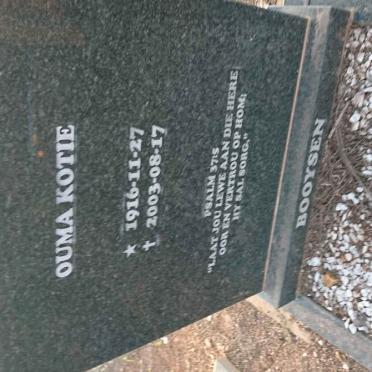 OUMA KOTIE
★ 1916-11-27
✝ 2003-08-17
PSALM 37:5
"LAAT JOU LEWE AAN DIE HERE
OOR EN VERTROU OP HOM;
HY SAL SORG."
BOOYSEN